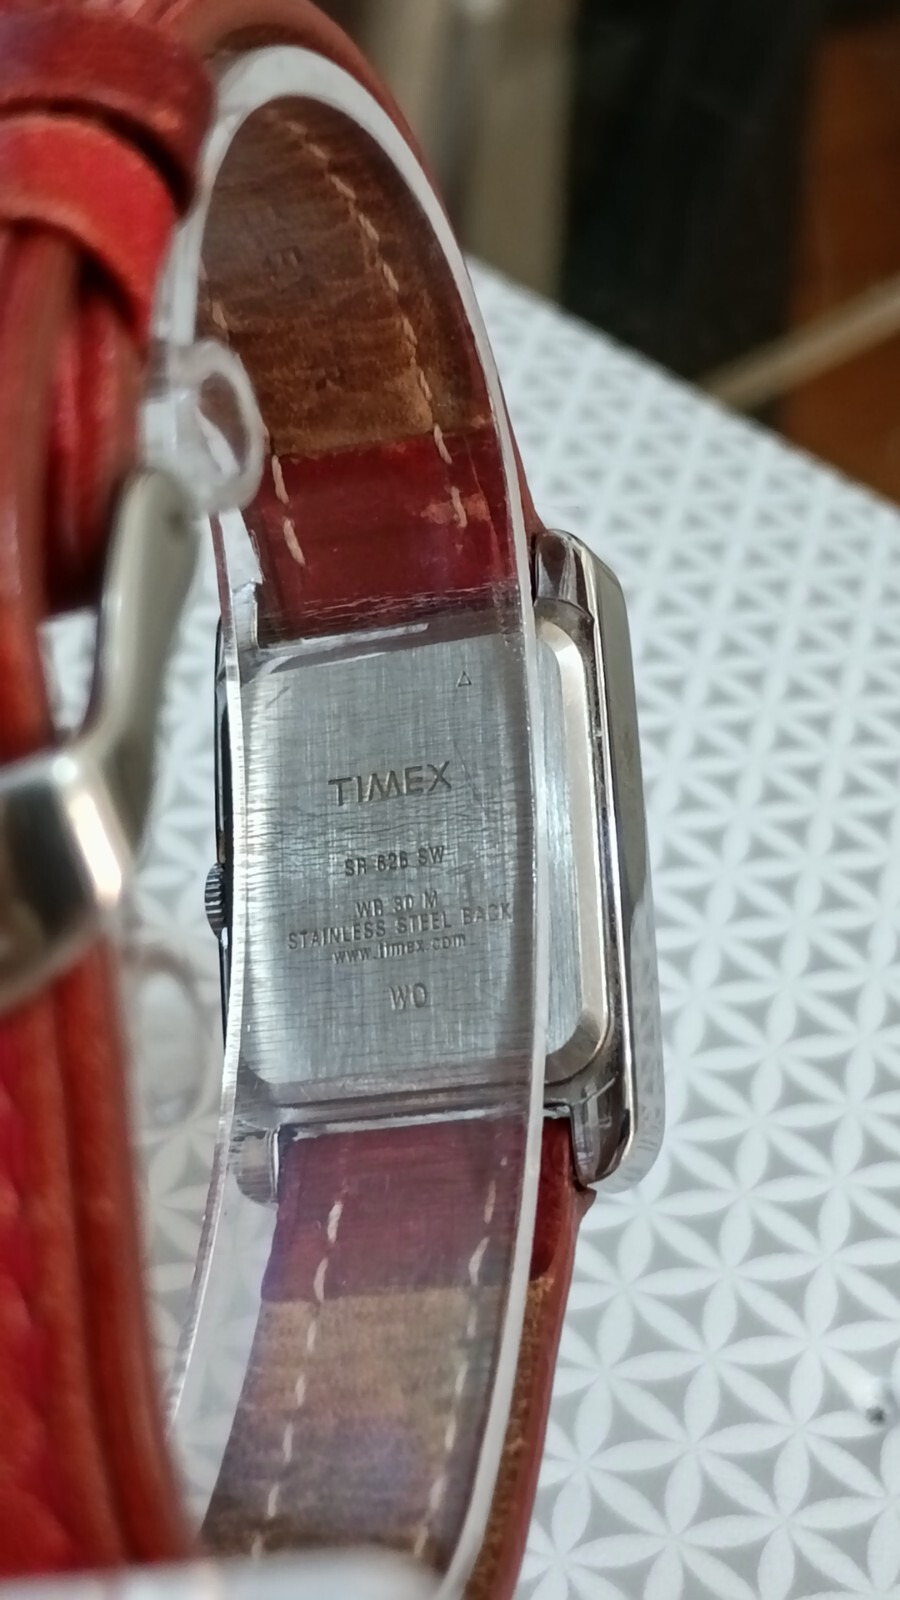 TIMEX
SR 626 SW
WR 30 M
STAINLESS STEEL BACK
www.timex.com
WO